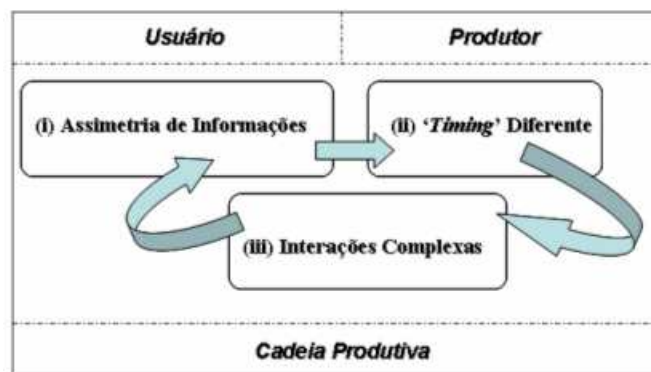 Usuário Produtor
(i) Assimetria de Informações
(ii) ‘Timing’ Diferente
(iii) Interações Complexas
Cadeia Produtiva